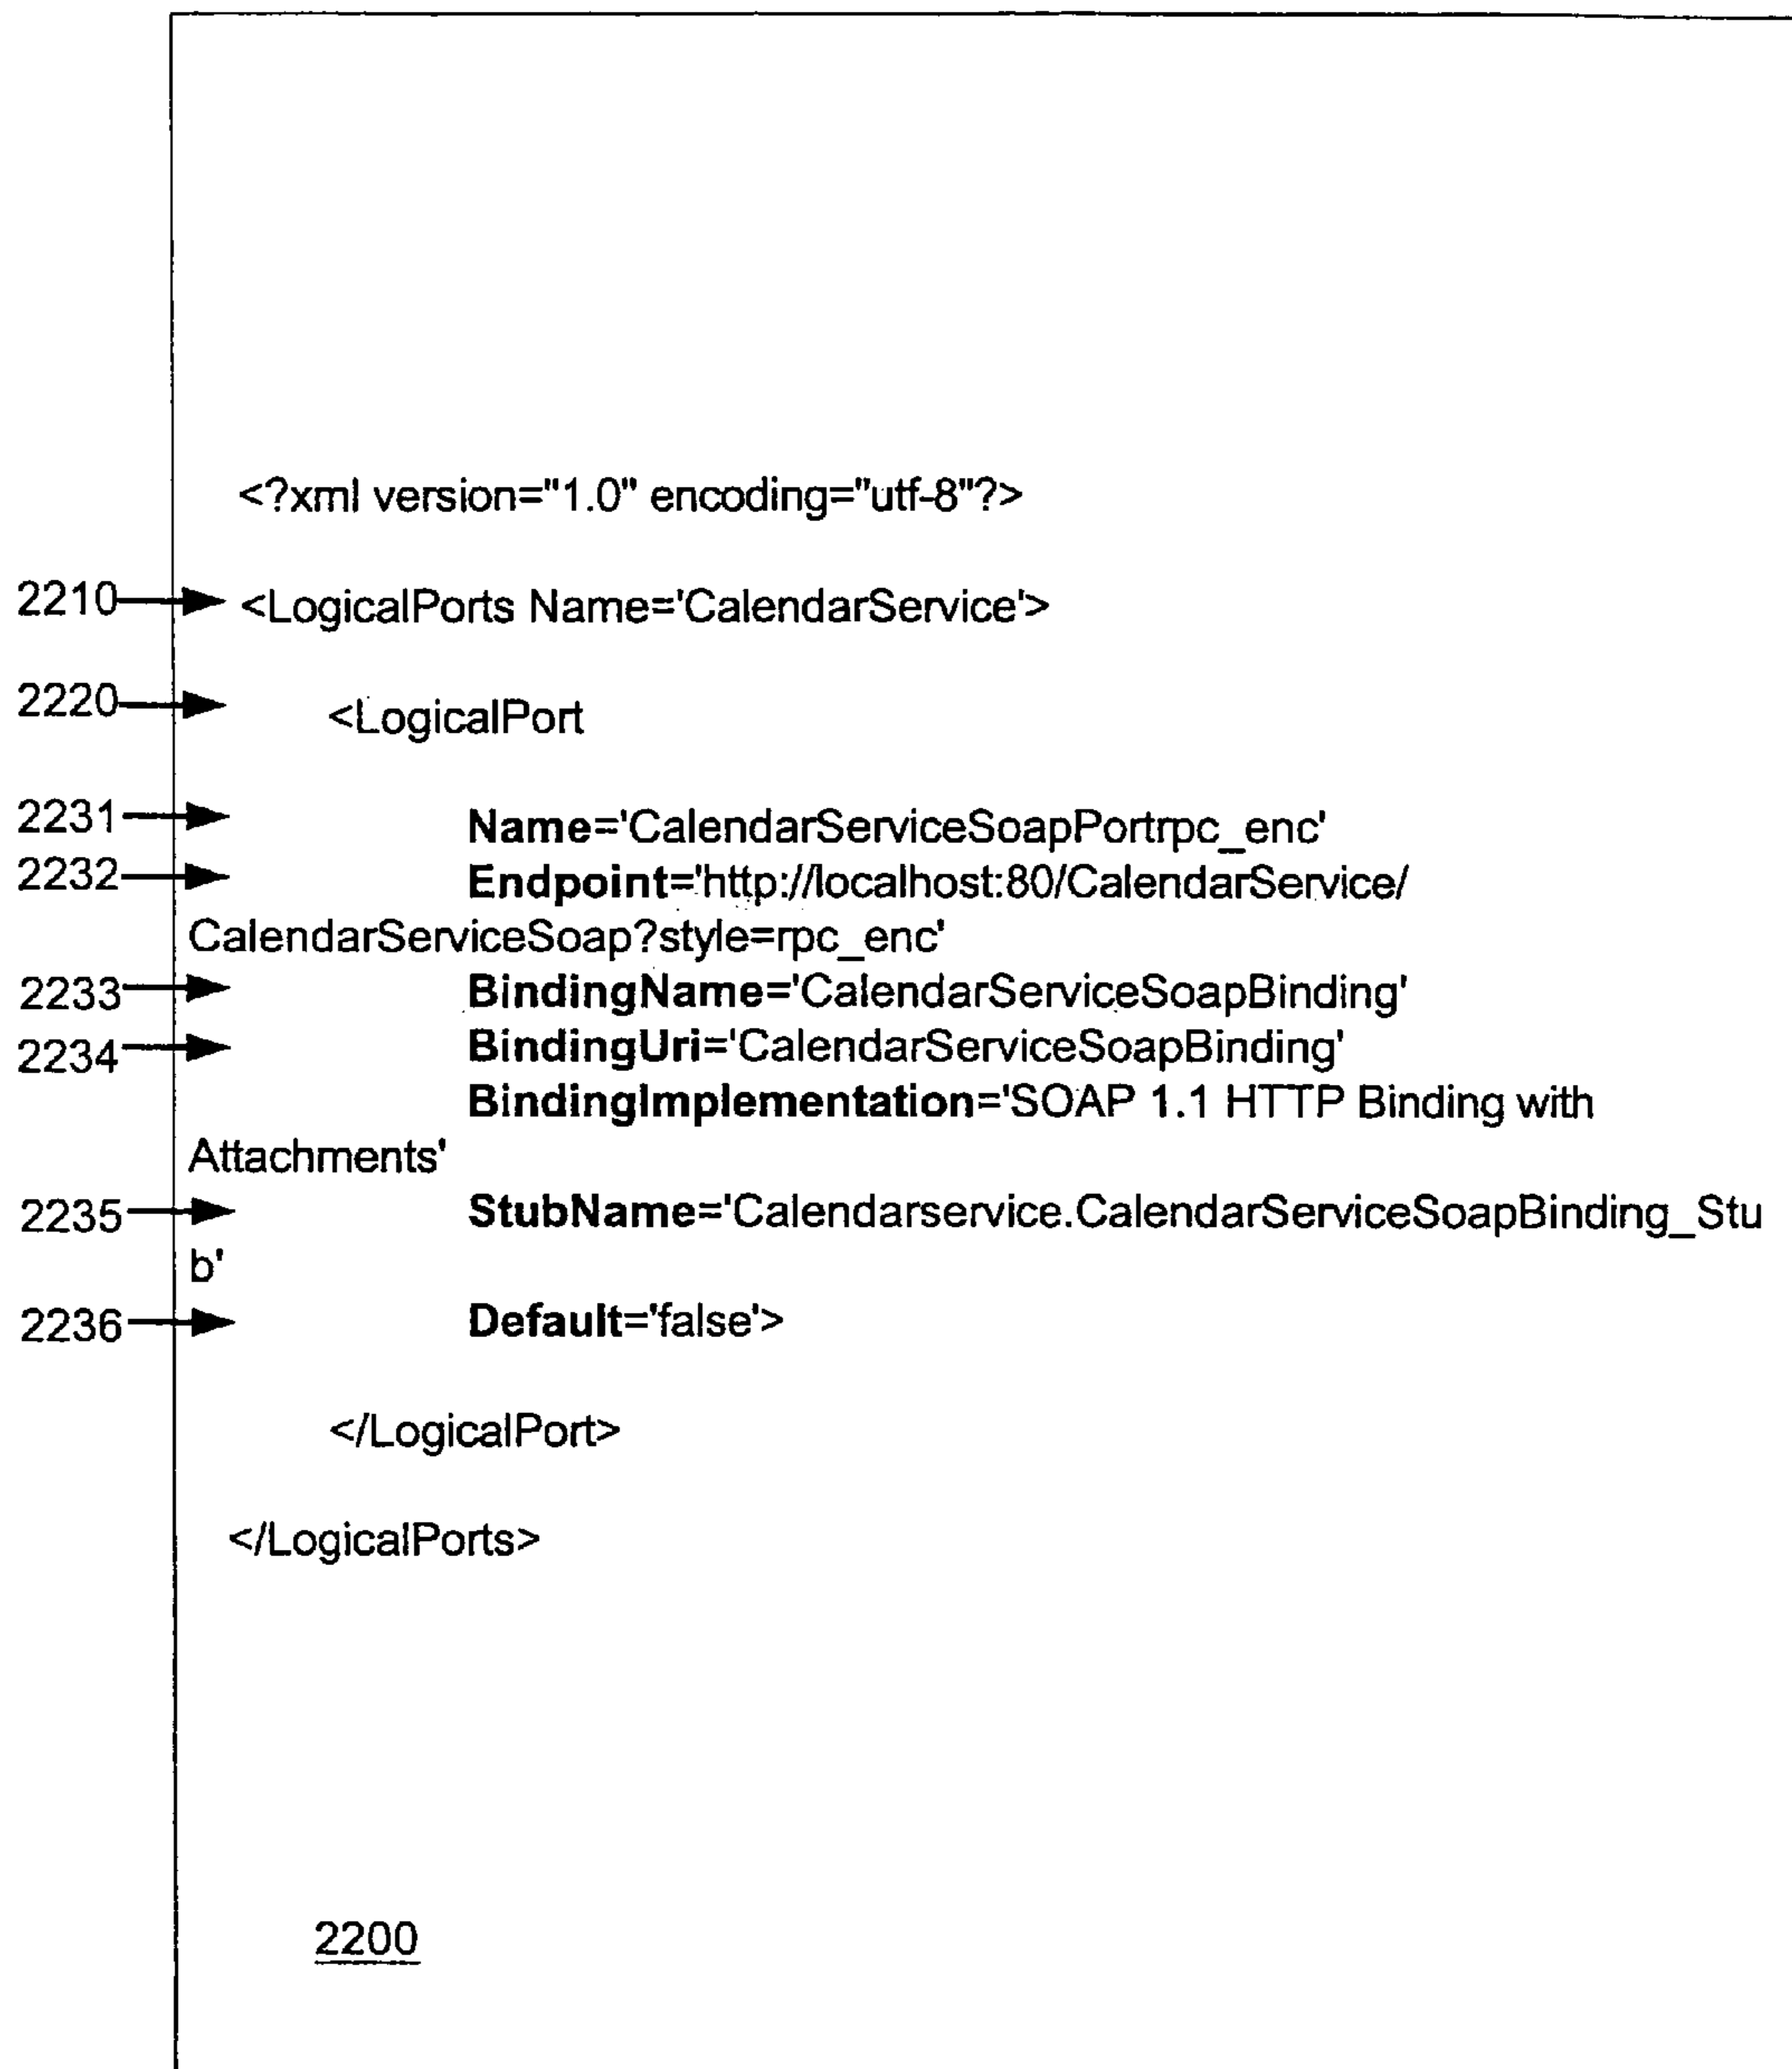 <?xml version="1.0" encoding="utf-8"?>
2210 <LogicalPorts Name='CalendarService'>
2220 <LogicalPort
2231 Name='CalendarServiceSoapPortrpc_enc'
2232 Endpoint='http://localhost:80/CalendarService/
CalendarServiceSoap?style=rpc_enc'
2233 BindingName='CalendarServiceSoapBinding'
2234 BindingUri='CalendarServiceSoapBinding'
BindingImplementation='SOAP 1.1 HTTP Binding with
Attachments'
2235 StubName='Calendarservice.CalendarServiceSoapBinding_Stu
b'
2236 Default='false'>
</LogicalPort>
</LogicalPorts>
2200